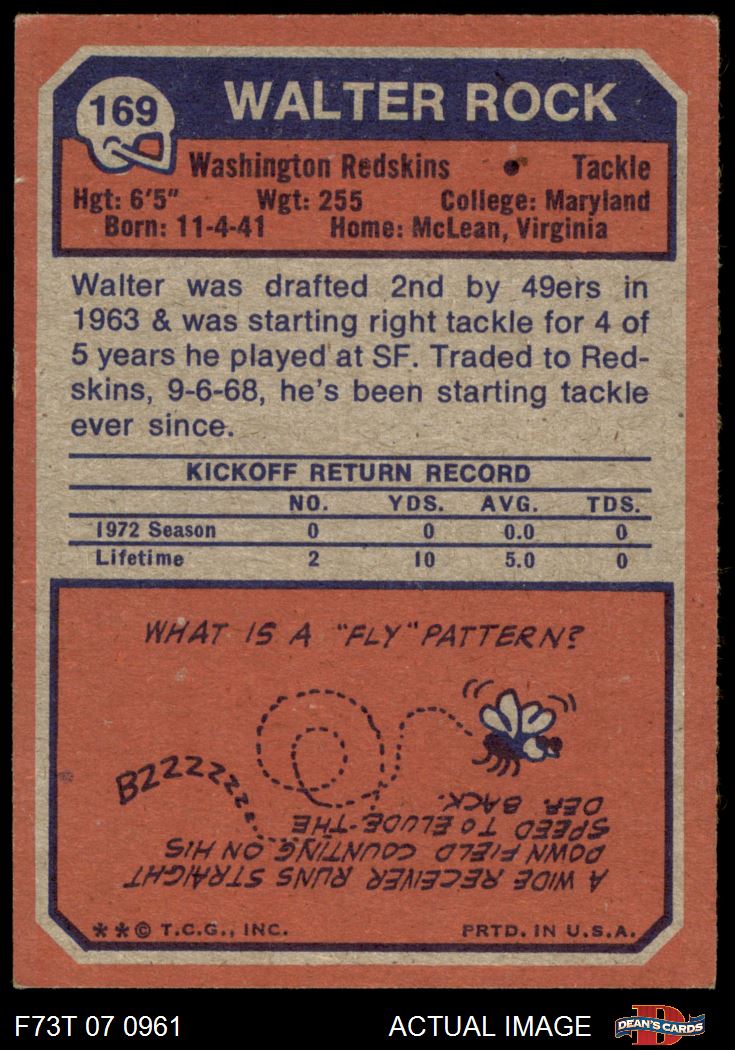 169
WALTER ROCK
Washington Redskins • Tackle
Hgt: 6'5" Wgt: 255 College: Maryland
Born: 11-4-41 Home: McLean, Virginia
Walter was drafted 2nd by 49ers in
1963 & was starting right tackle for 4 of
5 years he played at SF. Traded to Red-
skins, 9-6-68, he's been starting tackle
ever since.
KICKOFF RETURN RECORD
NO. YDS. AVG. TDS.
1972 Season 0 0 0.0 0
Lifetime 2 10 5.0 0
WHAT IS A "FLY" PATTERN?
BZZZZZZZ
A WIDE RECEIVER RUNS STRAIGHT
DOWN FIELD COUNTING ON HIS
SPEED TO ELUDE THE
DEF. BACK.
**© T.C.G., INC. PRTD. IN U.S.A.
F73T 07 0961 ACTUAL IMAGE
D
DEAN'S CARDS